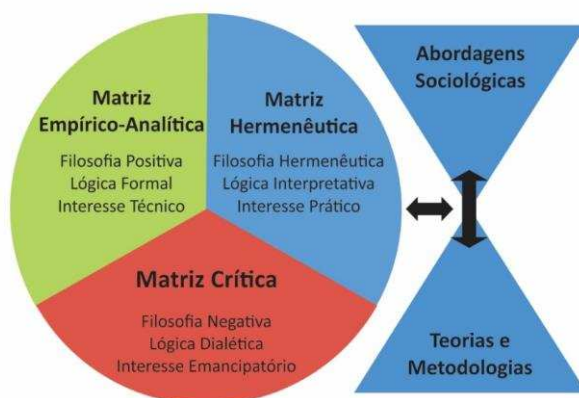 Matriz
Empírico-Analítica
Filosofia Positiva
Lógica Formal
Interesse Técnico
Matriz
Hermenêutica
Filosofia Hermenêutica
Lógica Interpretativa
Interesse Prático
Matriz Crítica
Filosofia Negativa
Lógica Dialética
Interesse Emancipatório
Abordagens
Sociológicas
Teorias e
Metodologias